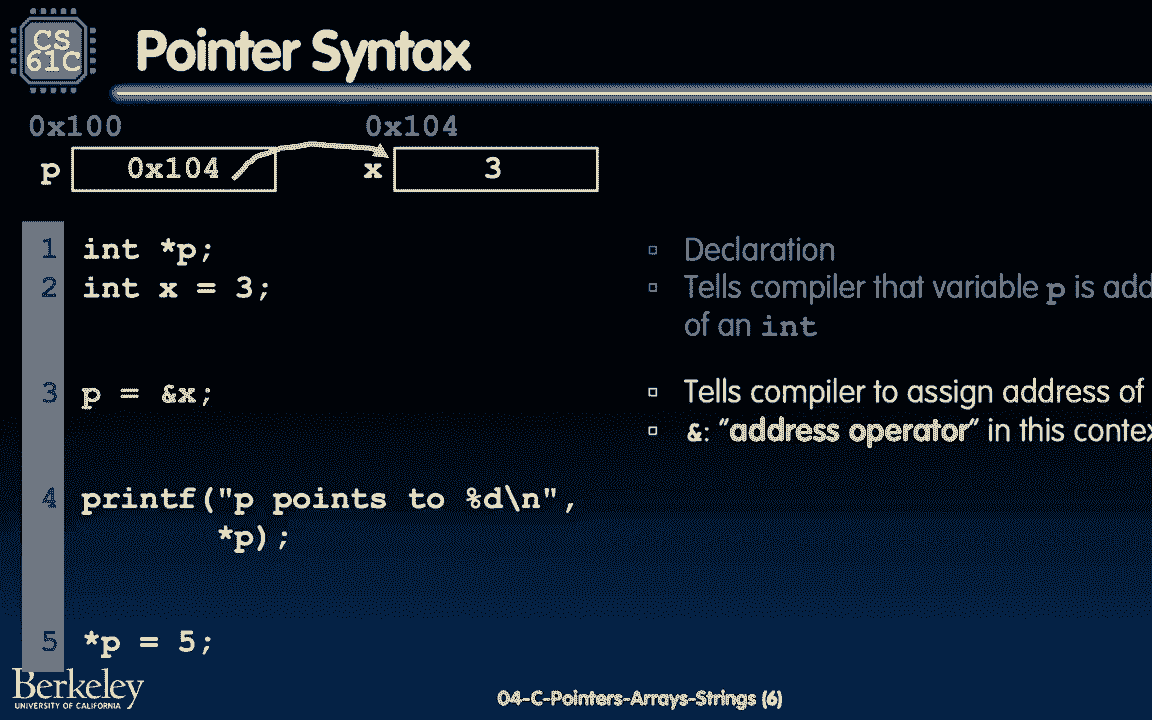 CS
61C
Pointer Syntax
0x100 0x104
p 0x104 x 3
1 int *p;
2 int x = 3;
3 p = &x;
4 printf("p points to %d\n",
*p);
5 *p = 5;
▫ Declaration
▫ Tells compiler that variable p is add
of an int
▫ Tells compiler to assign address of
▫ &: "address operator" in this contex
Berkeley
UNIVERSITY OF CALIFORNIA
04-C-Pointers-Arrays-Strings (6)